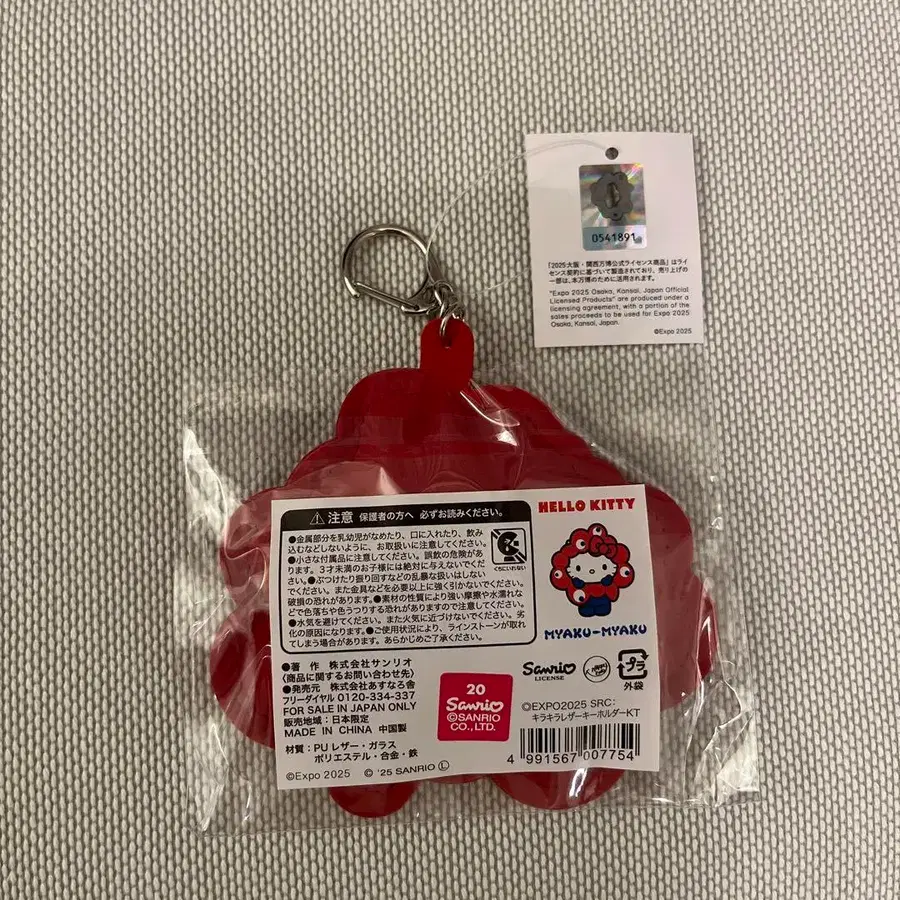 0541891
「2025大阪・関西万博公式ライセンス商品」はライ
センス契約に基づいて製造されており、売り上げの
一部は、本万博のために活用されます。
"Expo 2025 Osaka, Kansai, Japan Official
Licensed Products" are produced under a
licensing agreement, with a portion of the
sales proceeds to be used for Expo 2025
Osaka, Kansai, Japan.
©Expo 2025
注意 保護者の方へ 必ずお読みください。
●金属部分を乳幼児がなめたり、口に入れたり、飲み
込むなどしないように、お取扱いに注意してください。
●小さな付属品に注意してください。誤飲の危険があ
ります。3才未満のお子様には絶対に与えないでくだ
さい。●ぶつけたり振り回すなどの乱暴な扱いはしない
でください。また金具などを必要以上に強く引かないでください。
破損の恐れがあります。●素材の性質により強い摩擦や水濡れな
どで色落ちや色うつりする恐れがありますので注意してください。
●水気を避けてください。また火気に近づけないでください。劣
化の原因になります。●ご使用状況により、ラインストーンが取れ
てしまう場合があります。あらかじめご了承ください。
くちにいれない
HELLO KITTY
MYAKU-MYAKU
●著 作 株式会社サンリオ
〈商品に関するお問い合わせ先〉
●発売元 株式会社あすなろ舎
フリーダイヤル 0120-334-337
FOR SALE IN JAPAN ONLY
販売地域:日本限定
MADE IN CHINA 中国製
材質:PUレザー・ガラス
ポリエステル・合金・鉄
©Expo 2025 © '25 SANRIO Ⓛ
20
Sanrio
©SANRIO
CO.,LTD.
Sanrio
LICENSE
プラ
外袋
©EXPO2025 SRC:
キラキラレザーキーホルダーKT
4 991567 007754